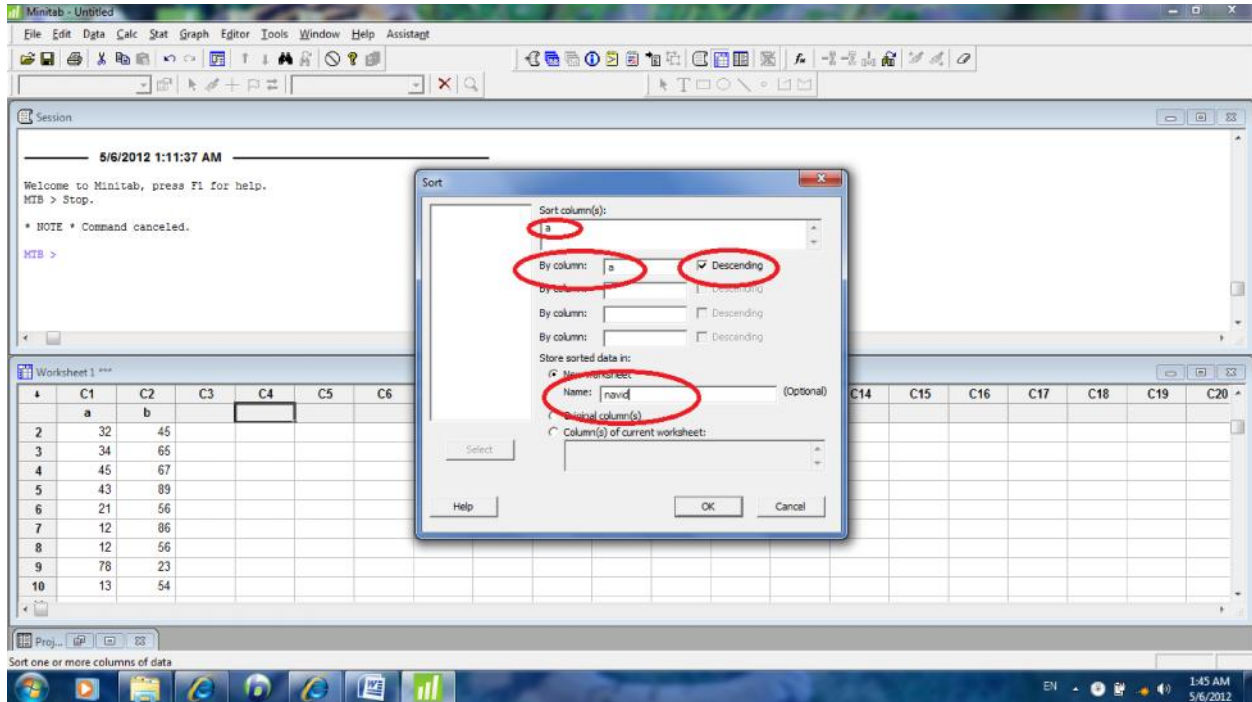 Minitab - Untitled
File Edit Data Calc Stat Graph Editor Tools Window Help Assistant
Session
5/6/2012 1:11:37 AM
Welcome to Minitab, press F1 for help.
MTB > Stop.
* NOTE * Command canceled.
MTB >
Sort
Sort column(s):
a
By column: a Descending
By column: Descending
By column: Descending
By column: Descending
Store sorted data in:
New worksheet
Name: navid (Optional)
Original column(s)
Column(s) of current worksheet:
Select
Help OK Cancel
Worksheet 1 ***
C1 C2 C3 C4 C5 C6 C14 C15 C16 C17 C18 C19 C20
a b
2 32 45
3 34 65
4 45 67
5 43 89
6 21 56
7 12 86
8 12 56
9 78 23
10 13 54
Proj...
Sort one or more columns of data
EN 1:45 AM
5/6/2012